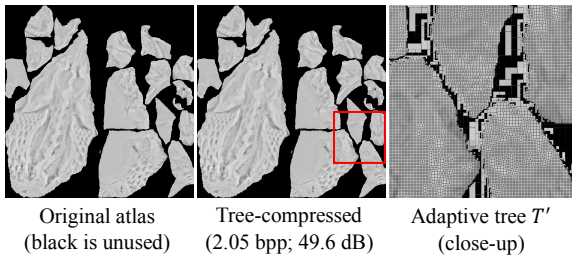 Original atlas
(black is unused)
Tree-compressed
(2.05 bpp; 49.6 dB)
Adaptive tree T′
(close-up)